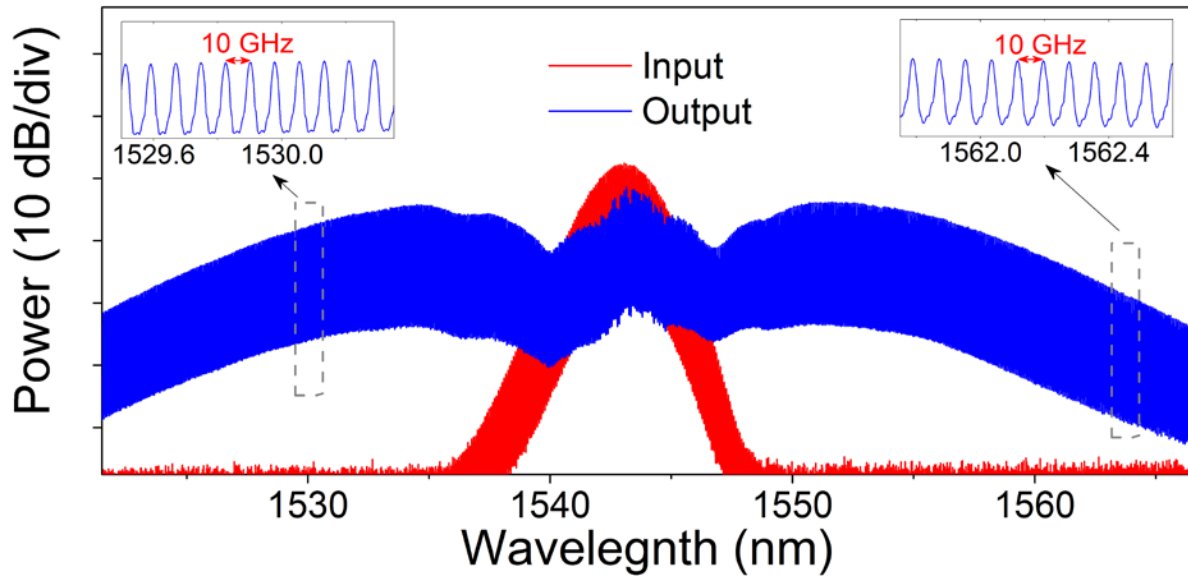 10 GHz
1529.6 1530.0
Input
Output
10 GHz
1562.0 1562.4
Power (10 dB/div)
1530 1540 1550 1560
Wavelegnth (nm)